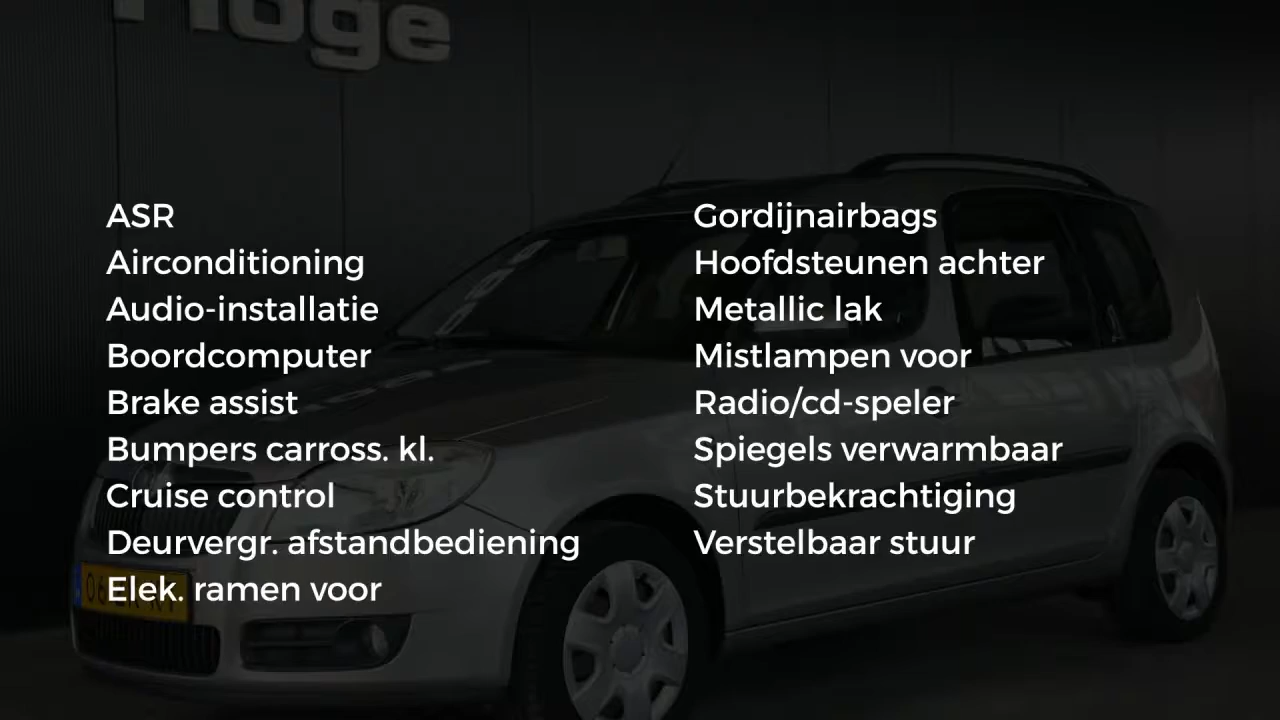 ASR
Airconditioning
Audio-installatie
Boordcomputer
Brake assist
Bumpers carross. kl.
Cruise control
Deurvergr. afstandbediening
Elek. ramen voor
Gordijnairbags
Hoofdsteunen achter
Metallic lak
Mistlampen voor
Radio/cd-speler
Spiegels verwarmbaar
Stuurbekrachtiging
Verstelbaar stuur